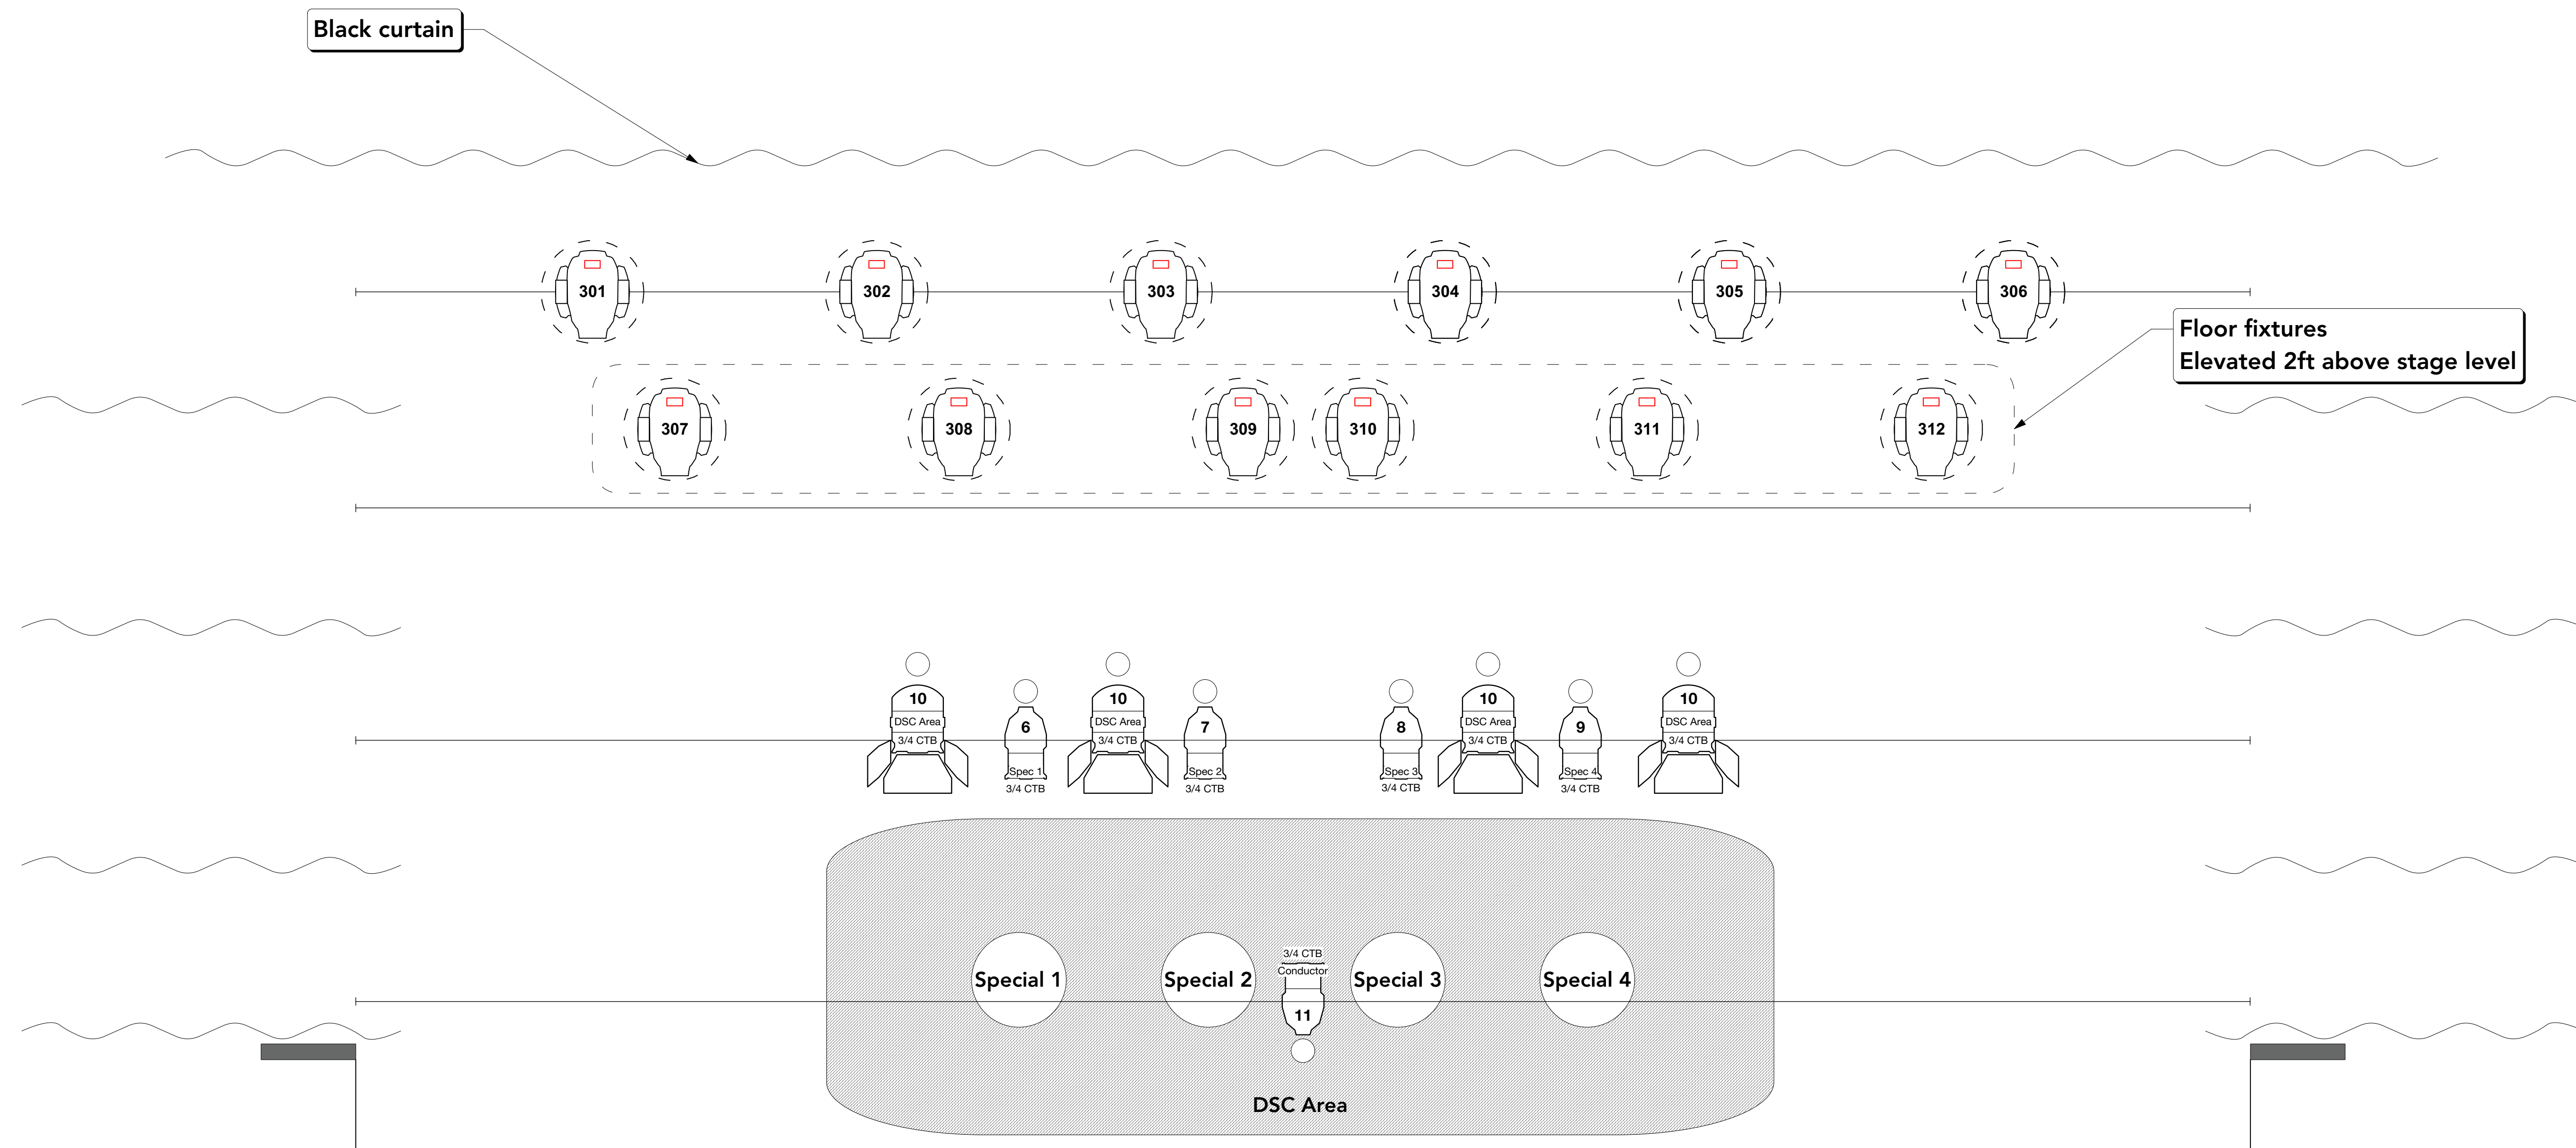 Black curtain
301
302
303
304
305
306
Floor fixtures
Elevated 2ft above stage level
307
308
309
310
311
312
10
DSC Area
3/4 CTB
6
Spec 1
3/4 CTB
10
DSC Area
3/4 CTB
7
Spec 2
3/4 CTB
8
Spec 3
3/4 CTB
10
DSC Area
3/4 CTB
9
Spec 4
3/4 CTB
10
DSC Area
3/4 CTB
Special 1
Special 2
3/4 CTB
Conductor
11
Special 3
Special 4
DSC Area